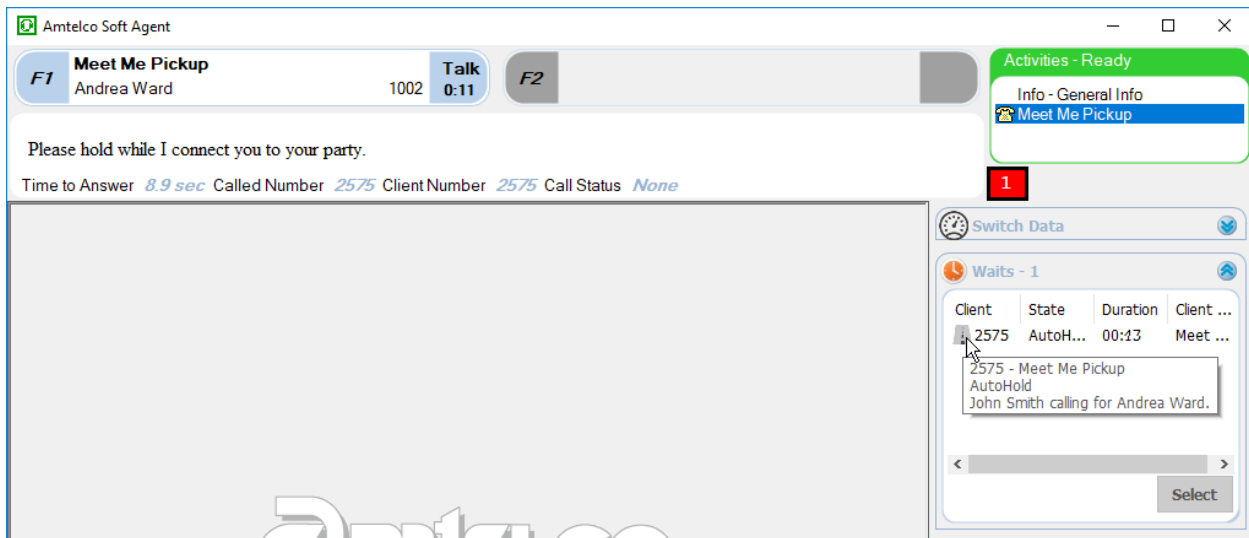 Amtelco Soft Agent
F1 Meet Me Pickup Talk
Andrea Ward 1002 0:11
F2
Activities - Ready
Info - General Info
Meet Me Pickup
Please hold while I connect you to your party.
Time to Answer 8.9 sec Called Number 2575 Client Number 2575 Call Status None
1
Switch Data
Waits - 1
Client State Duration Client ...
2575 AutoH... 00:43 Meet ...
2575 - Meet Me Pickup
AutoHold
John Smith calling for Andrea Ward.
Select